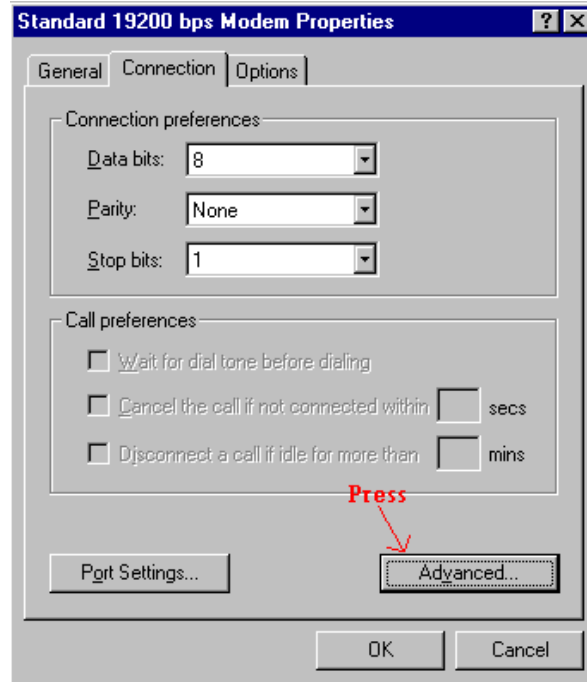 Standard 19200 bps Modem Properties
General Connection Options
Connection preferences
Data bits: 8
Parity: None
Stop bits: 1
Call preferences
Wait for dial tone before dialing
Cancel the call if not connected within secs
Disconnect a call if idle for more than mins
Press
Port Settings... Advanced...
OK Cancel